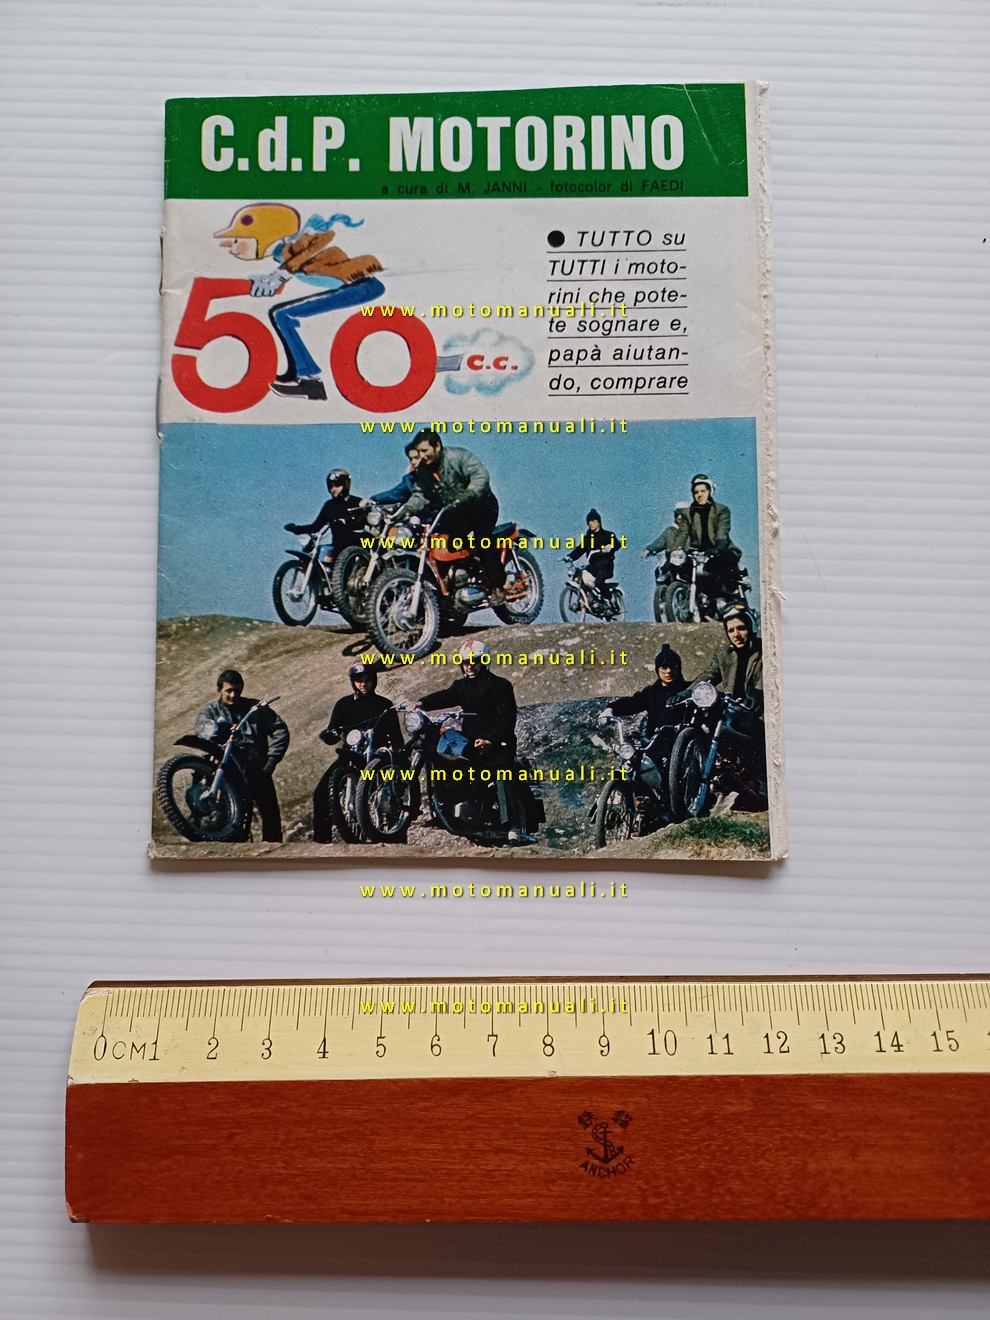 C.d.P. MOTORINO
a cura di M. JANNI - fotocolor di FAEDI
50 c.c.
● TUTTO su
TUTTI i moto-
rini che pote-
te sognare e,
papà aiutan-
do, comprare
www.motomanuali.it
www.motomanuali.it
www.motomanuali.it
www.motomanuali.it
www.motomanuali.it
www.motomanuali.it
www.motomanuali.it
0 CM 1 2 3 4 5 6 7 8 9 10 11 12 13 14 15
ANCHOR